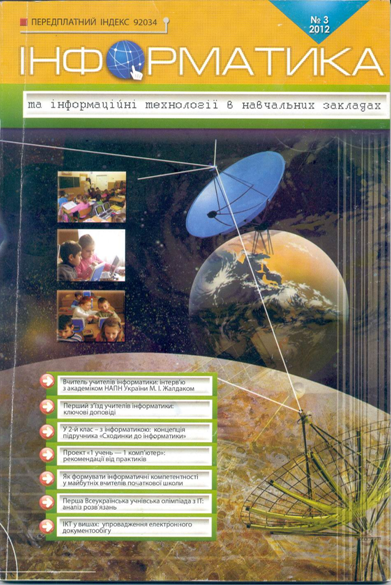 ПЕРЕДПЛАТНИЙ ІНДЕКС 92034
№ 3
2012
ІНФОРМАТИКА
та інформаційні технології в навчальних закладах
Вчитель учителів інформатики: інтерв'ю
з академіком НАПН України М. І. Жалдаком
Перший з'їзд учителів інформатики:
ключові доповіді
У 2-й клас – з інформатикою: концепція
підручника «Сходинки до інформатики»
Проект «1 учень — 1 комп'ютер»:
рекомендації від практиків
Як формувати інформатичні компетентності
у майбутніх вчителів початкової школи
Перша Всеукраїнська учнівська олімпіада з ІТ:
аналіз розв'язань
ІКТ у вишах: упровадження електронного
документообігу